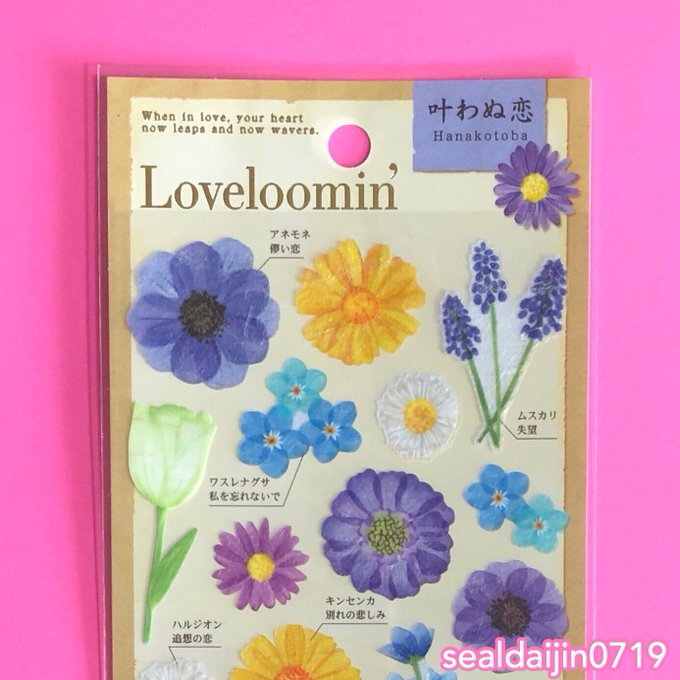 When in love, your heart
now leaps and now wavers.
叶わぬ恋
Hanakotoba
Loveloomin'
アネモネ
儚い恋
ムスカリ
失望
ワスレナグサ
私を忘れないで
キンセンカ
別れの悲しみ
ハルジオン
追想の恋
sealdaijin0719